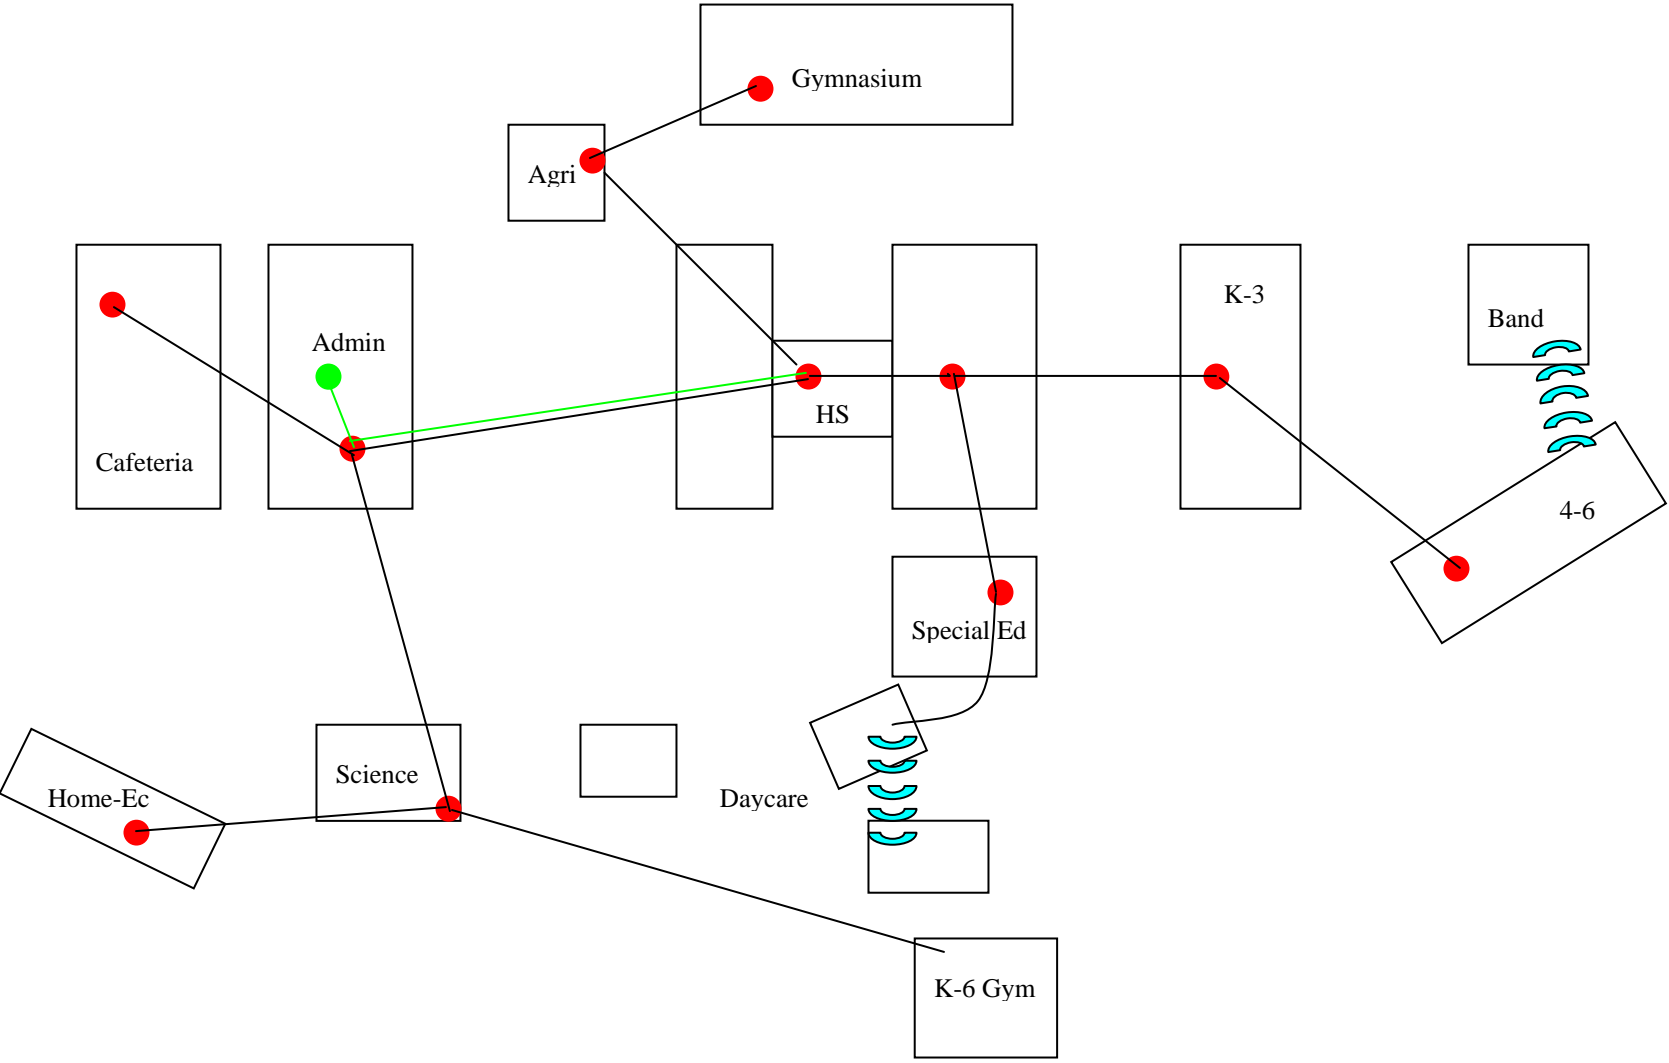 Gymnasium
Agri
K-3
Band
Admin
HS
Cafeteria
4-6
Special Ed
Science
Home-Ec
Daycare
K-6 Gym